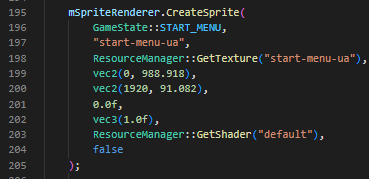 195 mSpriteRenderer.CreateSprite(
196 GameState::START_MENU,
197 "start-menu-ua",
198 ResourceManager::GetTexture("start-menu-ua"),
199 vec2(0, 988.918),
200 vec2(1920, 91.082),
201 0.0f,
202 vec3(1.0f),
203 ResourceManager::GetShader("default"),
204 false
205 );